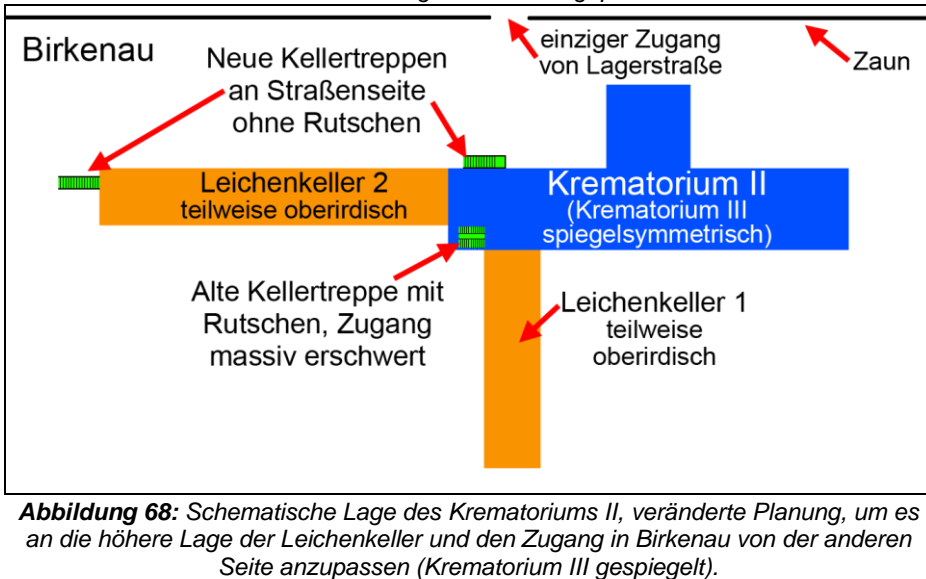 Birkenau
Neue Kellertreppen
an Straßenseite
ohne Rutschen
einziger Zugang
von Lagerstraße
Zaun
Leichenkeller 2
teilweise oberirdisch
Krematorium II
(Krematorium III
spiegelsymmetrisch)
Alte Kellertreppe mit
Rutschen, Zugang
massiv erschwert
Leichenkeller 1
teilweise
oberirdisch
Abbildung 68: Schematische Lage des Krematoriums II, veränderte Planung, um es
an die höhere Lage der Leichenkeller und den Zugang in Birkenau von der anderen
Seite anzupassen (Krematorium III gespiegelt).